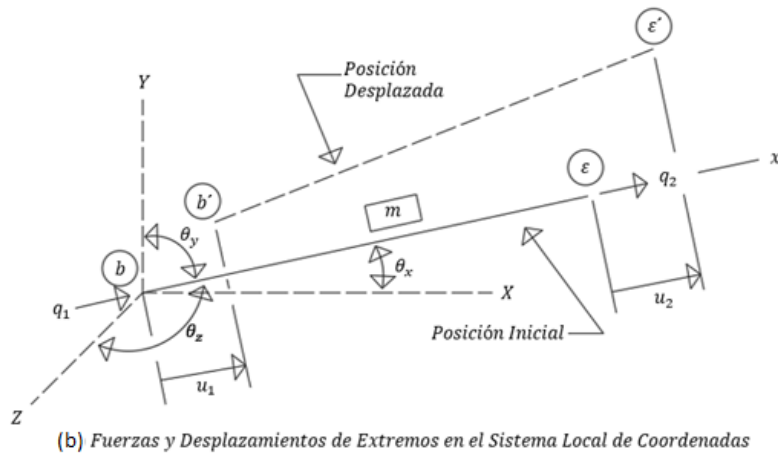 ε´
Posición
Desplazada
Y
x
ε
q₂
b´
m
θy
b
θx
q₁
X
u₂
θz
Posición Inicial
u₁
Z
(b) Fuerzas y Desplazamientos de Extremos en el Sistema Local de Coordenadas